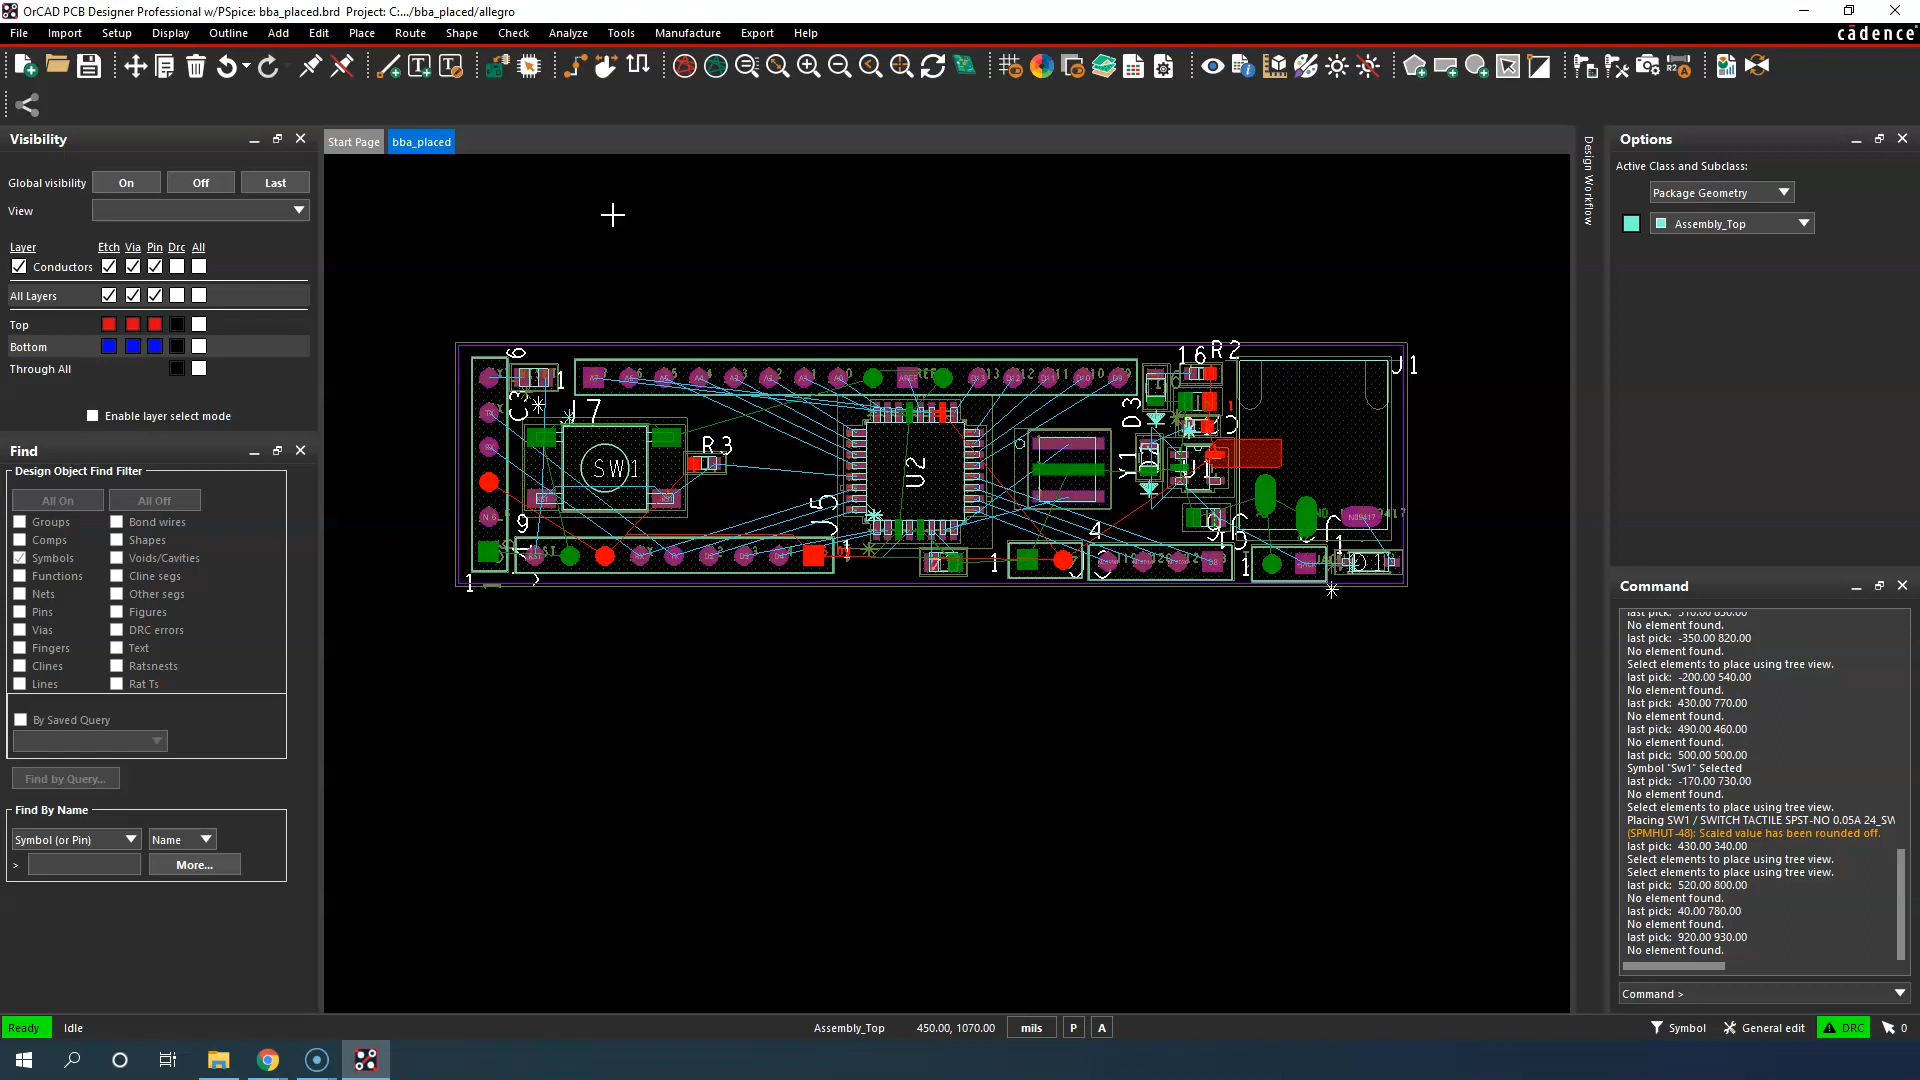 OrCAD PCB Designer Professional w/PSpice: bba_placed.brd  Project: C:.../bba_placed/allegro
File Import Setup Display Outline Add Edit Place Route Shape Check Analyze Tools Manufacture Export Help
cadence
Visibility
Global visibility On Off Last
View
Layer Etch Via Pin Drc All
Conductors
All Layers
Top
Bottom
Through All
Enable layer select mode
Find
Design Object Find Filter
All On All Off
Groups Bond wires
Comps Shapes
Symbols Voids/Cavities
Functions Cline segs
Nets Other segs
Pins Figures
Vias DRC errors
Fingers Text
Clines Ratsnests
Lines Rat Ts
By Saved Query
Find by Query...
Find By Name
Symbol (or Pin) Name
> More...
Start Page bba_placed
R2
J1
D3
R3
SW1
U2
Y1
Design Workflow
Options
Active Class and Subclass:
Package Geometry
Assembly_Top
Command
last pick:  310.00 830.00
No element found.
last pick:  -350.00 820.00
No element found.
Select elements to place using tree view.
last pick:  -200.00 540.00
No element found.
last pick:  430.00 770.00
No element found.
last pick:  490.00 460.00
No element found.
last pick:  500.00 500.00
Symbol "Sw1" Selected
last pick:  -170.00 730.00
No element found.
Select elements to place using tree view.
Placing SW1 / SWITCH TACTILE SPST-NO 0.05A 24_SW
(SPMHUT-48): Scaled value has been rounded off.
last pick:  430.00 340.00
Select elements to place using tree view.
Select elements to place using tree view.
last pick:  520.00 800.00
No element found.
last pick:  40.00 780.00
No element found.
last pick:  920.00 930.00
No element found.
Command >
Ready Idle Assembly_Top 450.00, 1070.00 mils P A Symbol General edit DRC 0